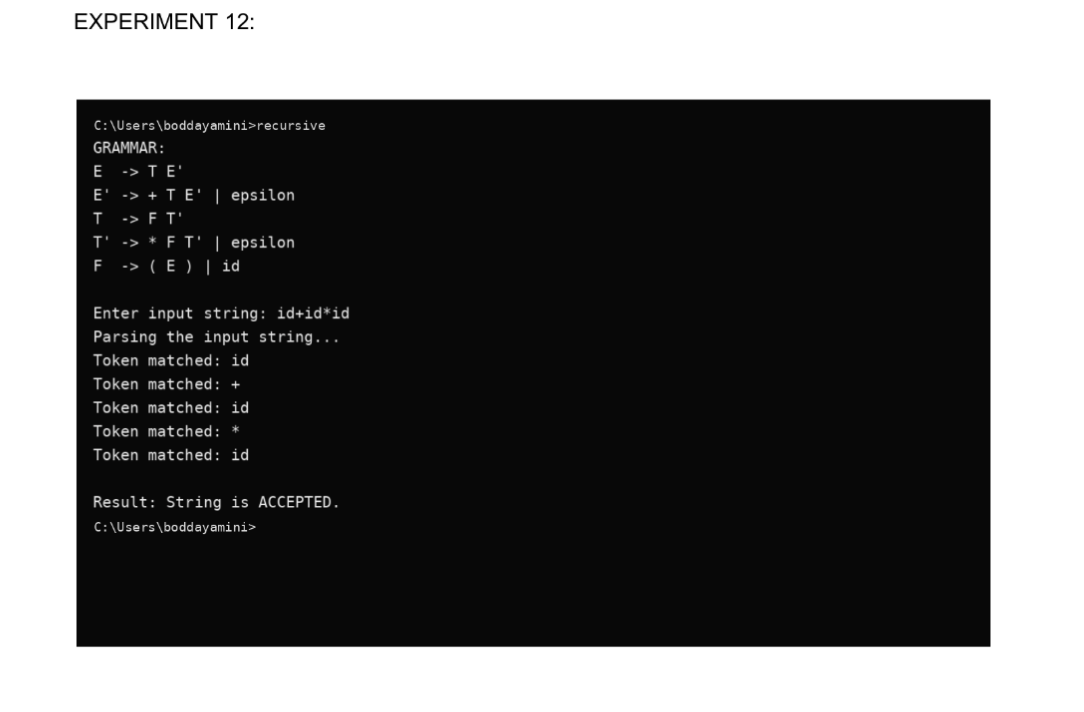 EXPERIMENT 12:
C:\Users\boddayamini>recursive
GRAMMAR:
E  -> T E'
E' -> + T E' | epsilon
T  -> F T'
T' -> * F T' | epsilon
F  -> ( E ) | id
Enter input string: id+id*id
Parsing the input string...
Token matched: id
Token matched: +
Token matched: id
Token matched: *
Token matched: id
Result: String is ACCEPTED.
C:\Users\boddayamini>